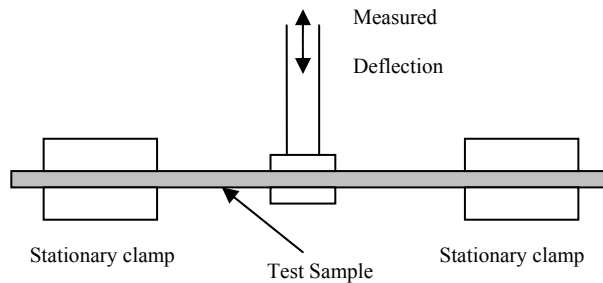 Measured
Deflection
Stationary clamp
Stationary clamp
Test Sample